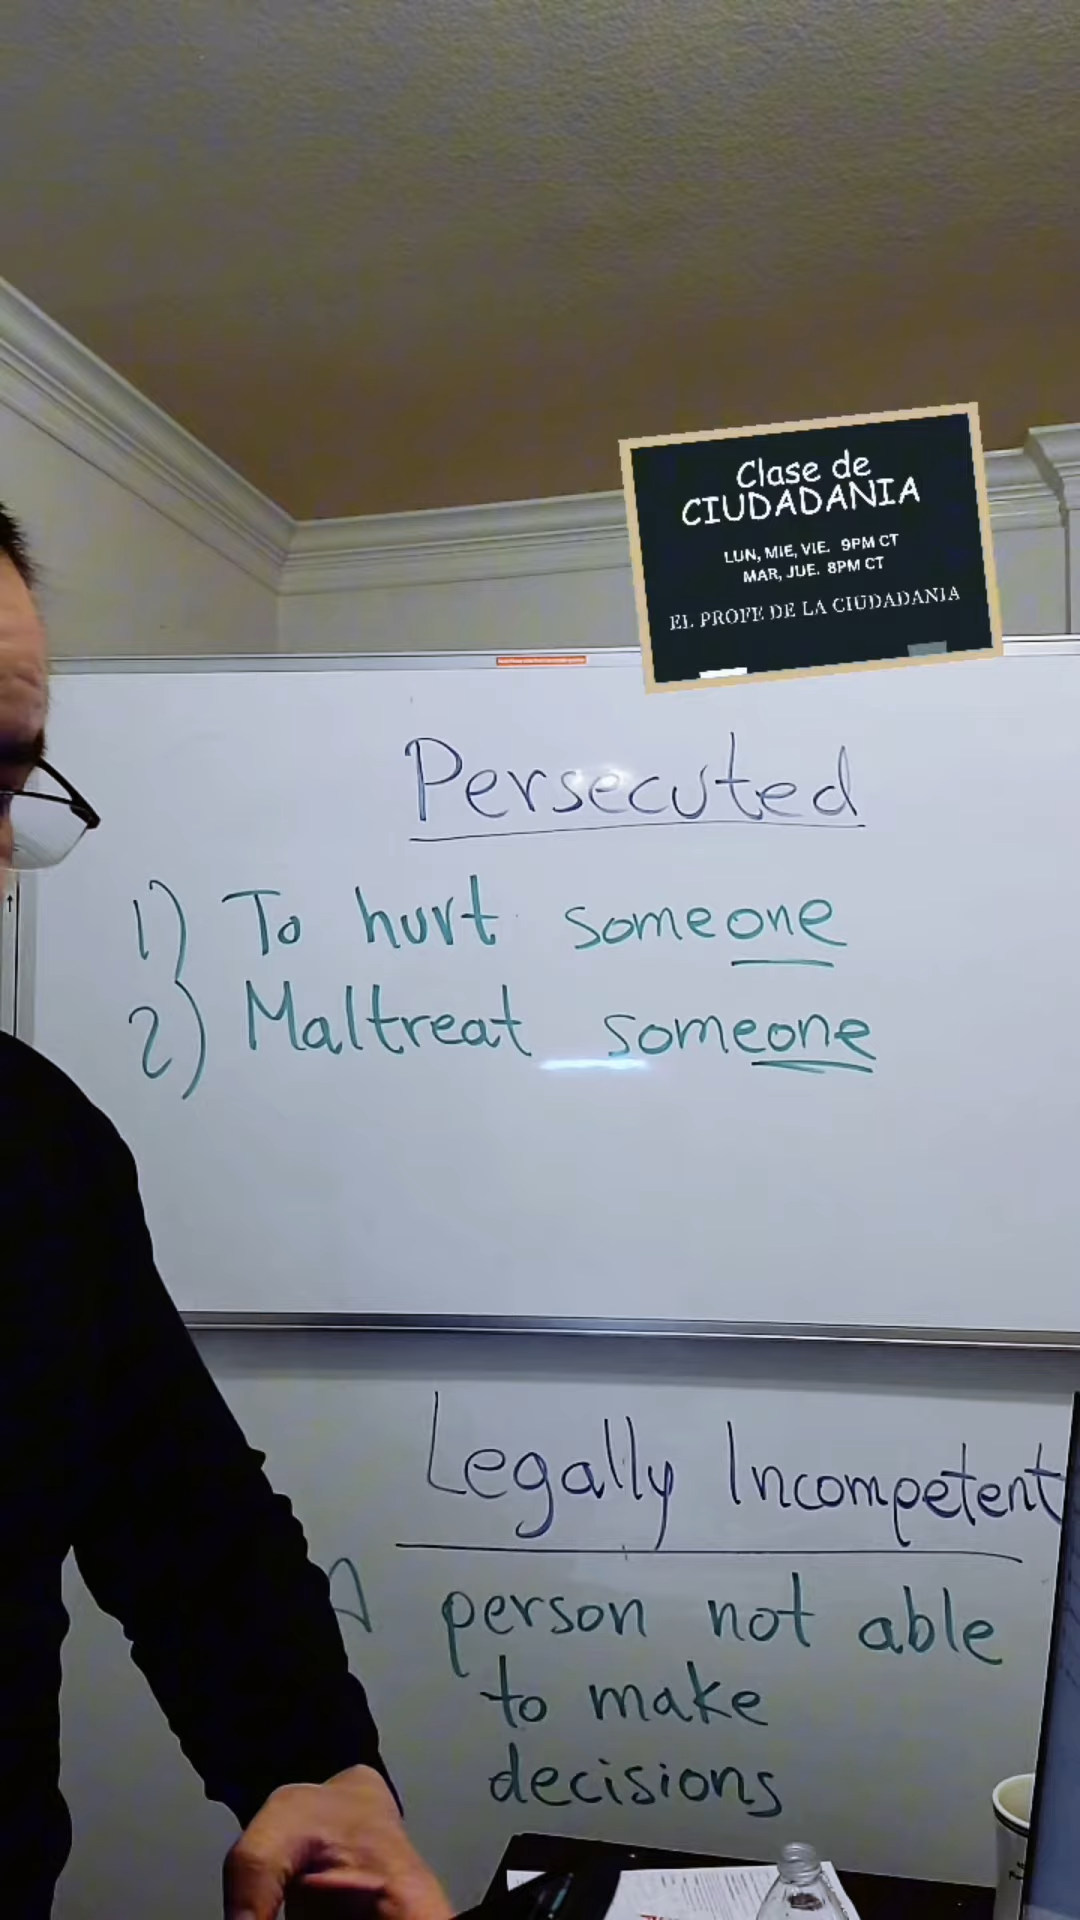 Clase de
CIUDADANIA
LUN, MIE, VIE. 9PM CT
MAR, JUE. 8PM CT
EL PROFE DE LA CIUDADANIA
Persecuted
1) To hurt someone
2) Maltreat someone
Legally Incompetent
A person not able
to make
decisions